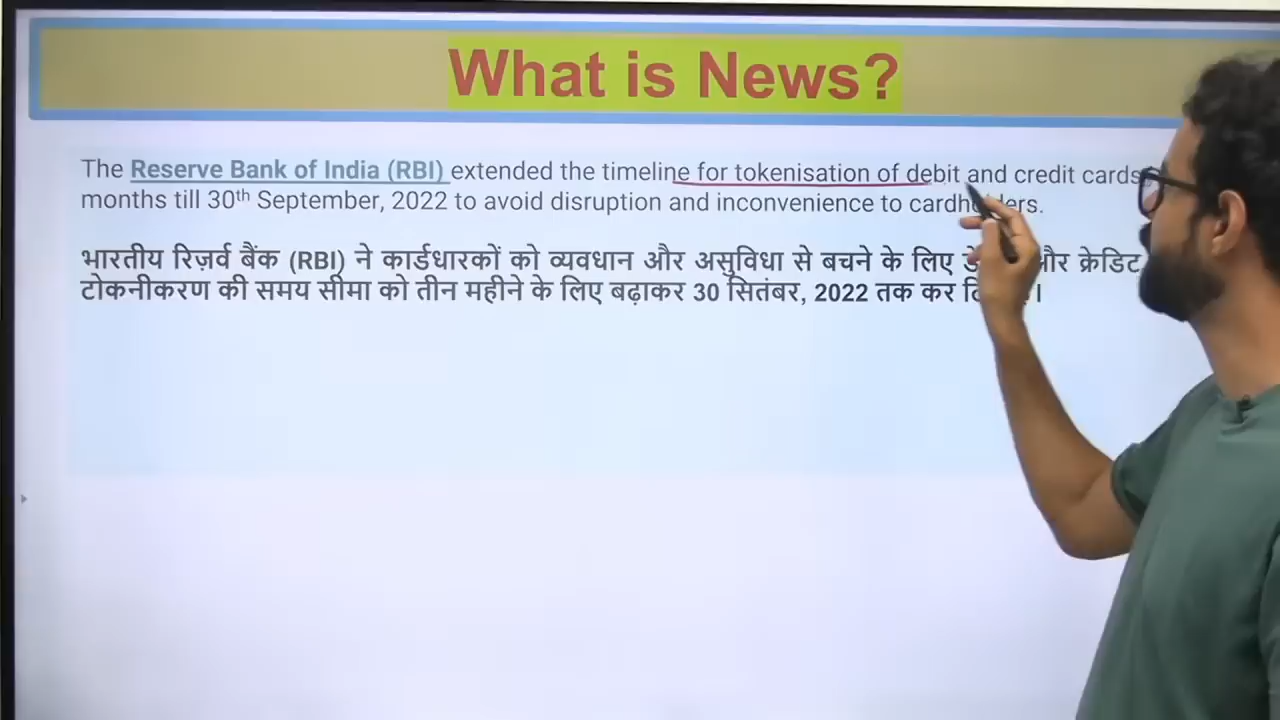 What is News?
The Reserve Bank of India (RBI) extended the timeline for tokenisation of debit and credit cards
months till 30th September, 2022 to avoid disruption and inconvenience to
भारतीय रिज़र्व बैंक (RBI) ने कार्डधारकों को व्यवधान और असुविधा से बचने के लिए और क्रेडिट
टोकनीकरण की समय सीमा को तीन महीने के लिए बढ़ाकर 30 सितंबर, 2022 तक कर